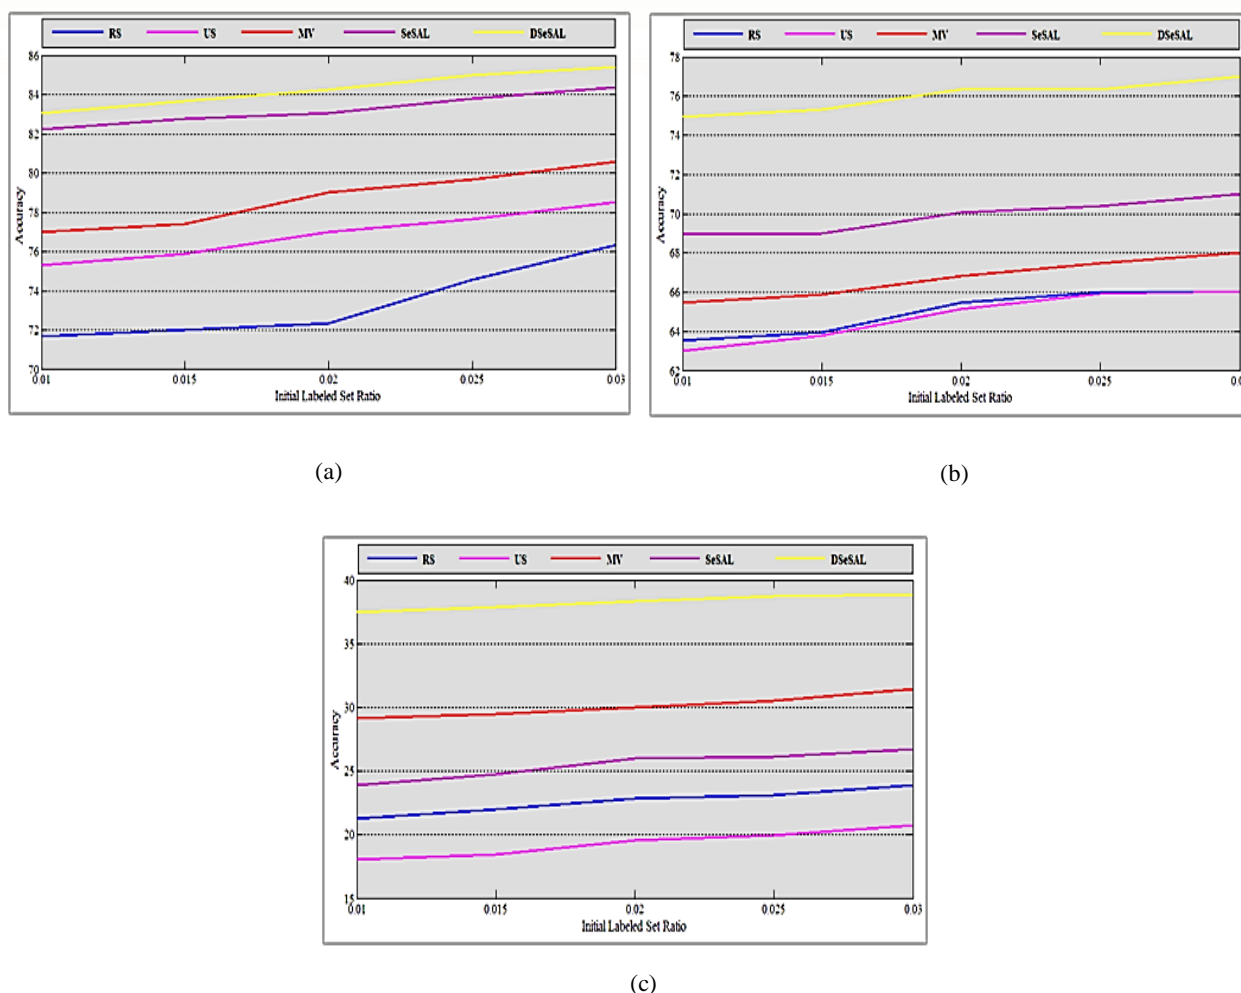 RS US MV SeSAL DSeSAL
86
84
82
80
78
76
74
72
70
Accuracy
0.01 0.015 0.02 0.025 0.03
Initial Labeled Set Ratio
(a)
RS US MV SeSAL DSeSAL
78
76
74
72
70
68
66
64
62
Accuracy
0.01 0.015 0.02 0.025 0.0
Initial Labeled Set Ratio
(b)
RS US MV SeSAL DSeSAL
40
35
30
25
20
15
Accuracy
0.01 0.015 0.02 0.025 0.03
Initial Labeled Set Ratio
(c)